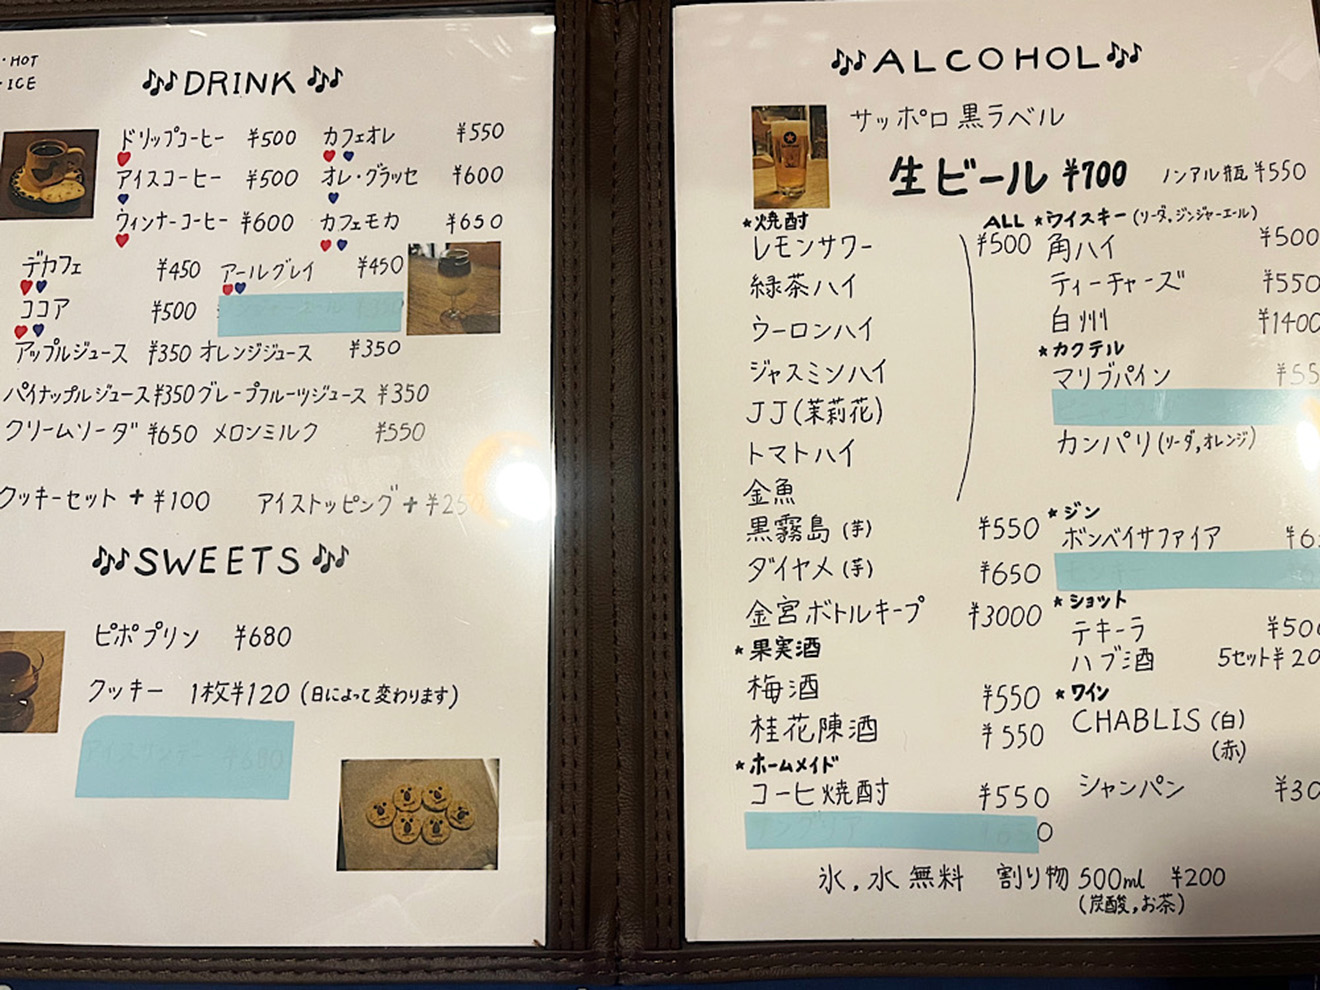 ・HOT
・ICE
DRINK
ドリップコーヒー ¥500 カフェオレ ¥550
アイスコーヒー ¥500 オレ・グラッセ ¥600
ウィンナーコーヒー ¥600 カフェモカ ¥650
デカフェ ¥450 アールグレイ ¥450
ココア ¥500
アップルジュース ¥350 オレンジジュース ¥350
パイナップルジュース ¥350 グレープフルーツジュース ¥350
クリームソーダ ¥650 メロンミルク ¥550
クッキーセット + ¥100 アイストッピング + ¥250
SWEETS
ピポプリン ¥680
クッキー 1枚¥120 (日によって変わります)
アイスサンデー ¥680
ALCOHOL
サッポロ黒ラベル
生ビール ¥700 ノンアル瓶 ¥550
★焼酎 ALL
レモンサワー ¥500
緑茶ハイ
ウーロンハイ
ジャスミンハイ
JJ(茉莉花)
トマトハイ
金魚
黒霧島(芋) ¥550
ダイヤメ(芋) ¥650
金宮ボトルキープ ¥3000
★果実酒
梅酒 ¥550
桂花陳酒 ¥550
★ホームメイド
コーヒ焼酎 ¥550
サングリア
★ウイスキー(ソーダ,ジンジャーエール)
角ハイ ¥500
ティーチャーズ ¥550
白州 ¥1400
★カクテル
マリブパイン ¥55
カンパリ(ソーダ,オレンジ)
★ジン
ボンベイサファイア ¥6
★ショット
テキーラ ¥500
ハブ酒 5セット¥20
★ワイン
CHABLIS (白)
(赤)
シャンパン ¥30
氷,水 無料 割り物 500ml ¥200
(炭酸,お茶)